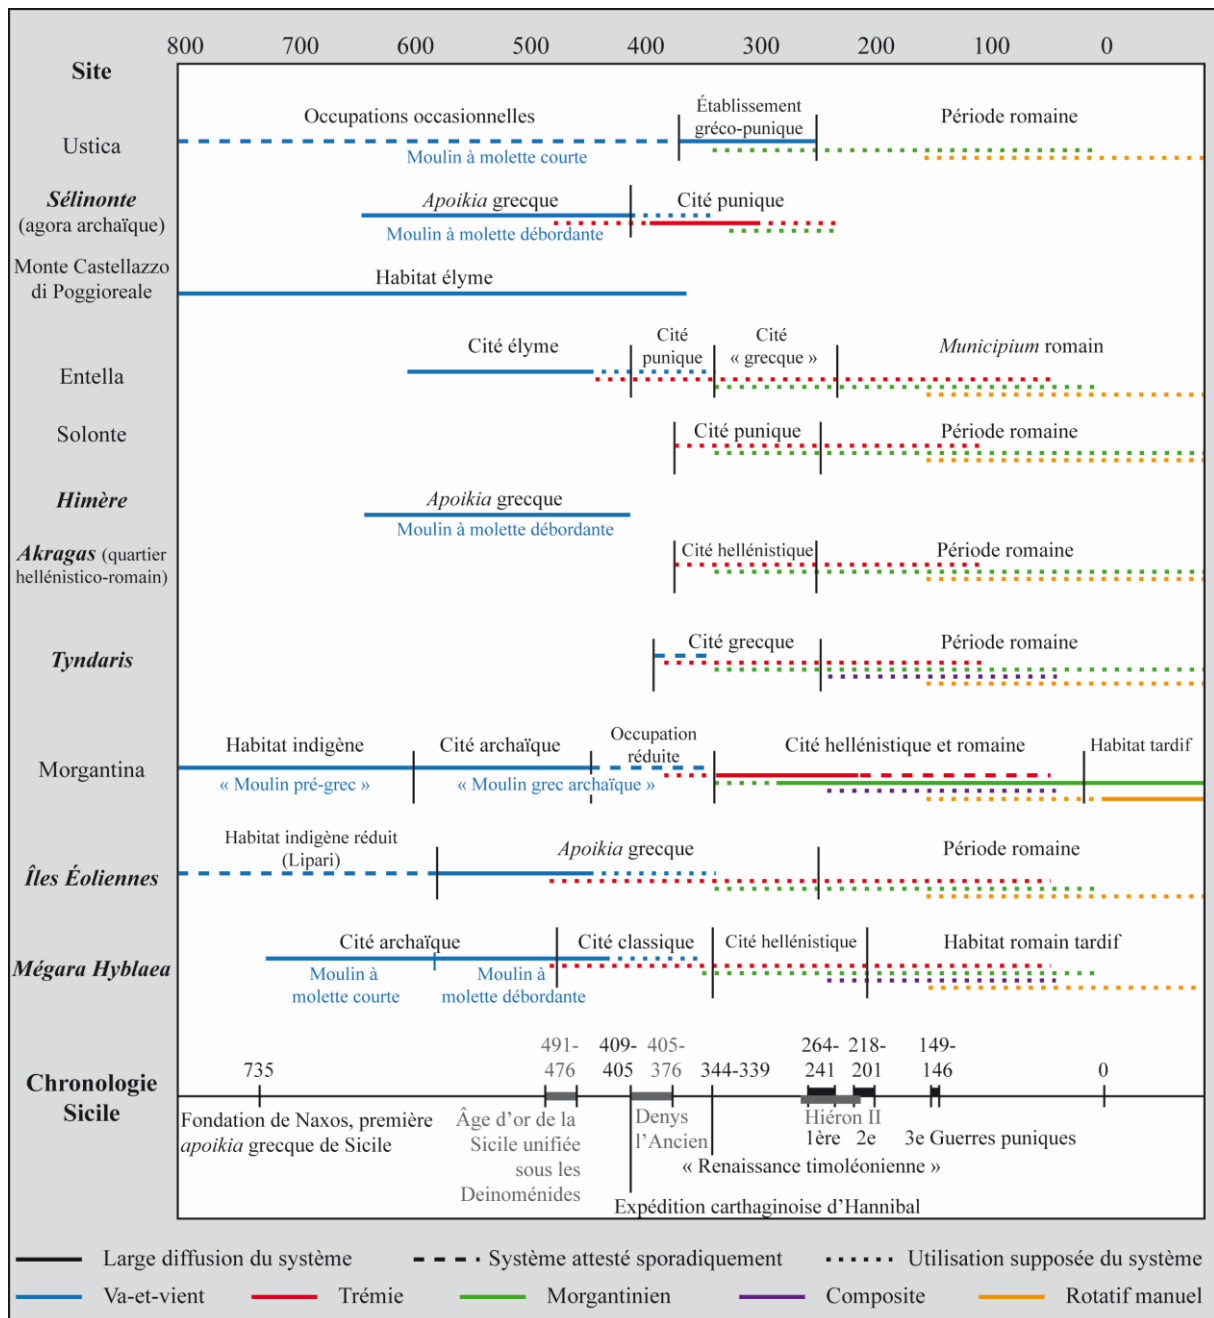 800 700 600 400 300 200 100 0
Site
Ustica
Occupations occasionnelles
Moulin à molette courte
Établissement
gréco-punique
Période romaine
Sélinonte
(agora archaïque)
Apoikia grecque
Moulin à molette débordante
Cité punique
Monte Castellazzo
di Poggioreale
Habitat élyme
Entella
Cité élyme
Cité
punique
Cité
« grecque »
Municipium romain
Solonte
Cité punique
Période romaine
Himère
Apoikia grecque
Moulin à molette débordante
Akragas (quartier
hellénistico-romain)
Cité hellénistique
Période romaine
Tyndaris
Cité grecque
Période romaine
Morgantina
Habitat indigène
« Moulin pré-grec »
Cité archaïque
« Moulin grec archaïque »
Occupation
réduite
Cité hellénistique et romaine
Habitat tardif
Îles Éoliennes
Habitat indigène réduit
(Lipari)
Apoikia grecque
Période romaine
Mégara Hyblaea
Cité archaïque
Moulin à
molette courte
Moulin à
molette débordante
Cité classique
Cité hellénistique
Habitat romain tardif
Chronologie
Sicile
735
Fondation de Naxos, première
apoikia grecque de Sicile
491-
476
Âge d'or de la
Sicile unifiée
sous les
Deinoménides
409-
405
Expédition carthaginoise d'Hannibal
405-
376
Denys
l'Ancien
344-339
« Renaissance timoléonienne »
264-
241
218-
201
149-
146
0
Hiéron II
1ère 2e 3e Guerres puniques
Large diffusion du système
Système attesté sporadiquement
Utilisation supposée du système
Va-et-vient
Trémie
Morgantinien
Composite
Rotatif manuel